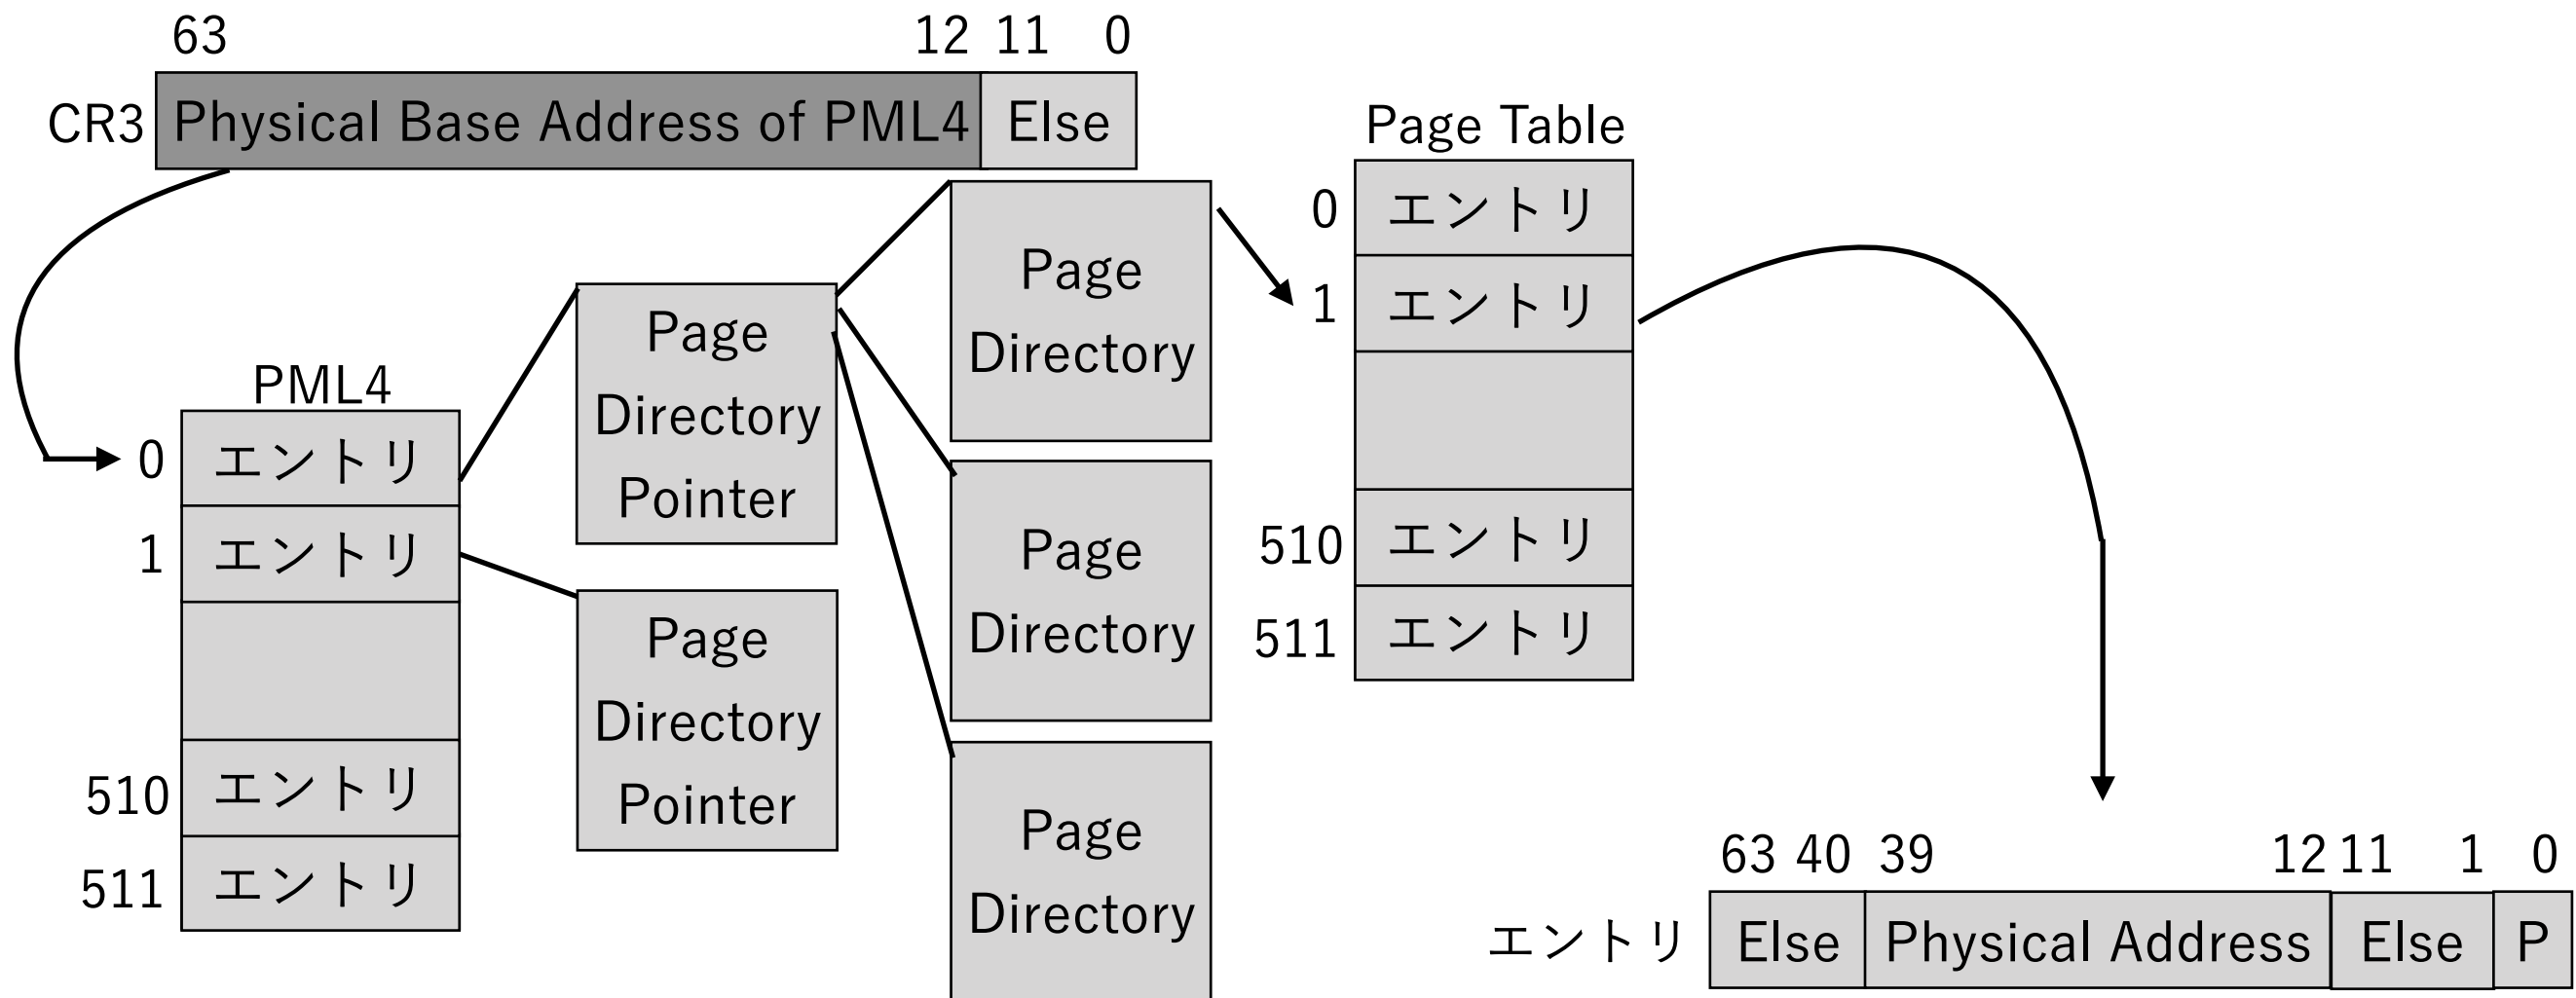 63 12 11 0
CR3 Physical Base Address of PML4 Else
PML4
0 エントリ
1 エントリ
510 エントリ
511 エントリ
Page
Directory
Pointer
Page
Directory
Pointer
Page
Directory
Page
Directory
Page
Directory
Page Table
0 エントリ
1 エントリ
510 エントリ
511 エントリ
63 40 39 12 11 1 0
エントリ Else Physical Address Else P